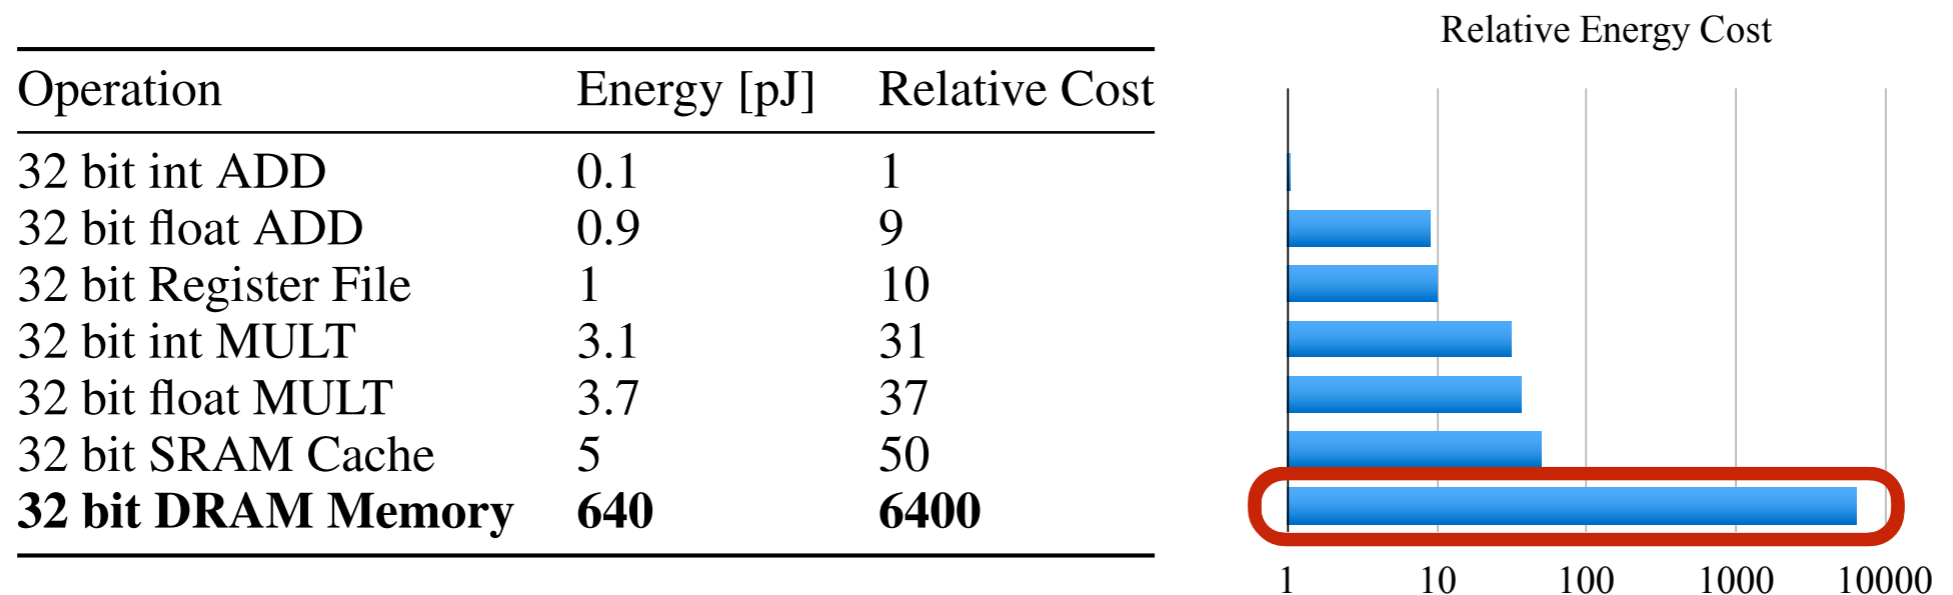 Relative Energy Cost
Operation Energy [pJ] Relative Cost
32 bit int ADD 0.1 1
32 bit float ADD 0.9 9
32 bit Register File 1 10
32 bit int MULT 3.1 31
32 bit float MULT 3.7 37
32 bit SRAM Cache 5 50
32 bit DRAM Memory 640 6400
1 10 100 1000 10000